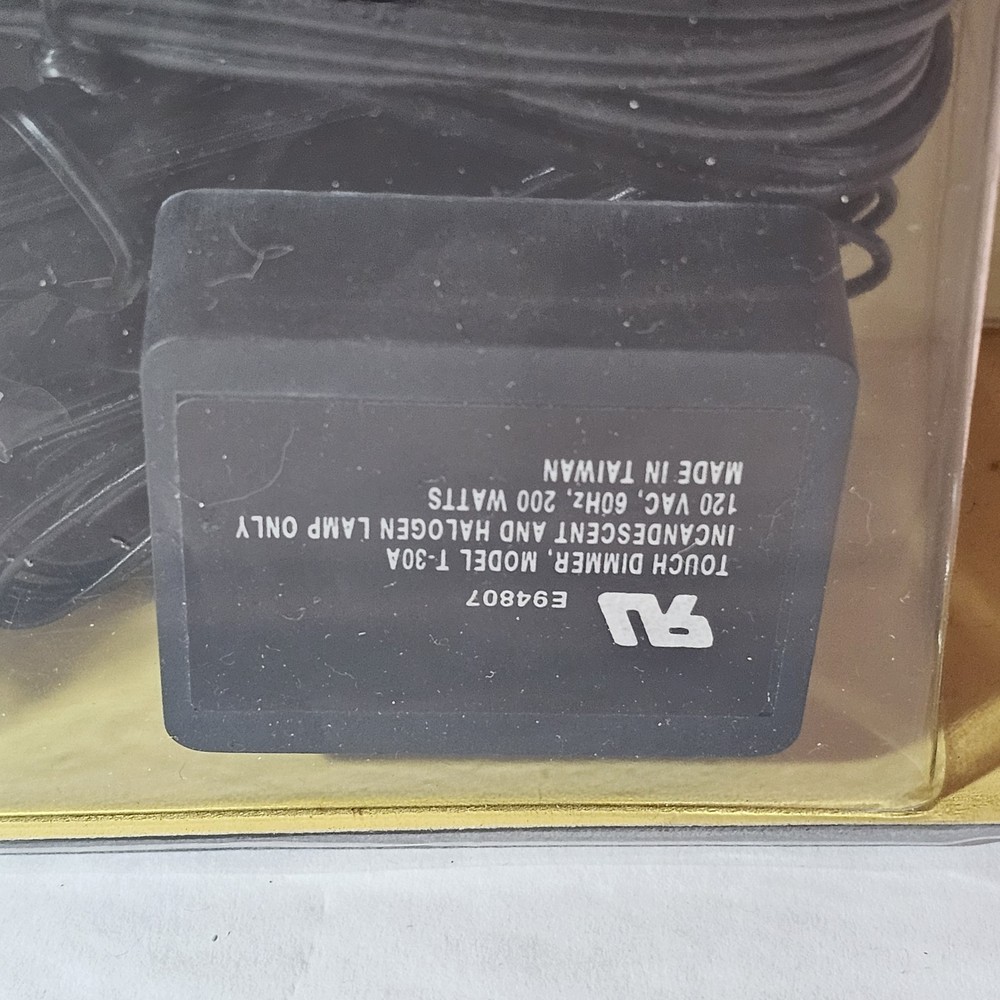 E94807
TOUCH DIMMER, MODEL T-30A
INCANDESCENT AND HALOGEN LAMP ONLY
120 VAC, 60Hz, 200 WATTS
MADE IN TAIWAN